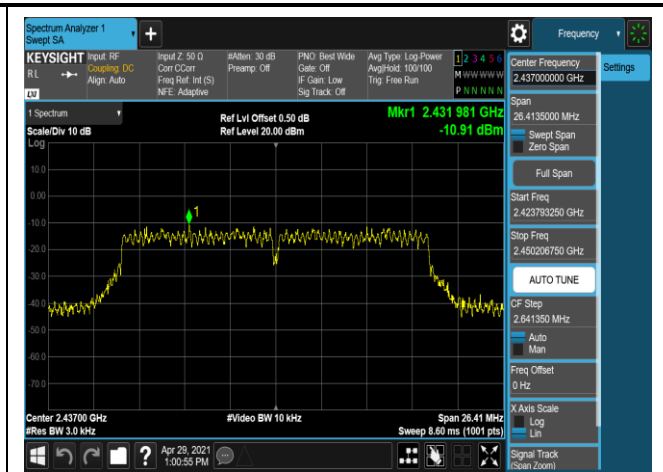 Spectrum Analyzer 1
Swept SA
+
Frequency
KEYSIGHT
Input: RF
Input Z: 50 Ω
#Atten: 30 dB
PNO: Best Wide
Avg Type: Log-Power
1 2 3 4 5 6
RL
Coupling: DC
Corr CCorr
Preamp: Off
Gate: Off
Avg|Hold: 100/100
M W W W W W
Align: Auto
Freq Ref: Int (S)
IF Gain: Low
Trig: Free Run
P N N N N N
LXI
NFE: Adaptive
Sig Track: Off
1 Spectrum
Ref Lvl Offset 0.50 dB
Mkr1 2.431 981 GHz
Scale/Div 10 dB
Ref Level 20.00 dBm
-10.91 dBm
Log
10.0
0.00
-10.0
1
-20.0
-30.0
-40.0
-50.0
-60.0
-70.0
Center 2.43700 GHz
#Video BW 10 kHz
Span 26.41 MHz
#Res BW 3.0 kHz
Sweep 8.60 ms (1001 pts)
Center Frequency
2.437000000 GHz
Settings
Span
26.4135000 MHz
Swept Span
Zero Span
Full Span
Start Freq
2.423793250 GHz
Stop Freq
2.450206750 GHz
AUTO TUNE
CF Step
2.641350 MHz
Auto
Man
Freq Offset
0 Hz
X Axis Scale
Log
Lin
Signal Track
(Span Zoom)
?
Apr 29, 2021
1:00:55 PM